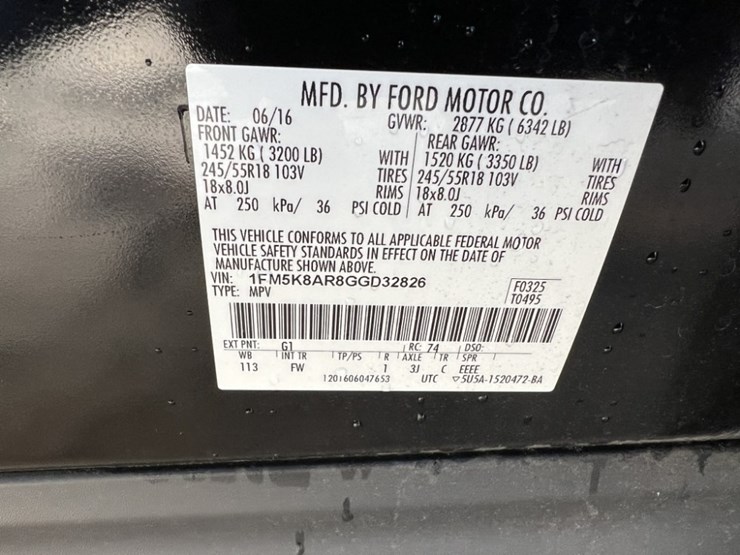 MFD. BY FORD MOTOR CO.
DATE: 06/16 GVWR: 2877 KG ( 6342 LB)
FRONT GAWR: REAR GAWR:
1452 KG ( 3200 LB) WITH 1520 KG ( 3350 LB) WITH
245/55R18 103V TIRES 245/55R18 103V TIRES
18x8.0J RIMS 18x8.0J RIMS
AT 250 kPa/ 36 PSI COLD AT 250 kPa/ 36 PSI COLD
THIS VEHICLE CONFORMS TO ALL APPLICABLE FEDERAL MOTOR
VEHICLE SAFETY STANDARDS IN EFFECT ON THE DATE OF
MANUFACTURE SHOWN ABOVE.
VIN: 1FM5K8AR8GGD32826 F0325
TYPE: MPV T0495
EXT PNT: G1 RC: 74 DSO:
WB INT TR TP/PS R AXLE TR SPR
113 FW 1 3J C EEEE
1201606047653 UTC ▽5U5A-1520472-BA